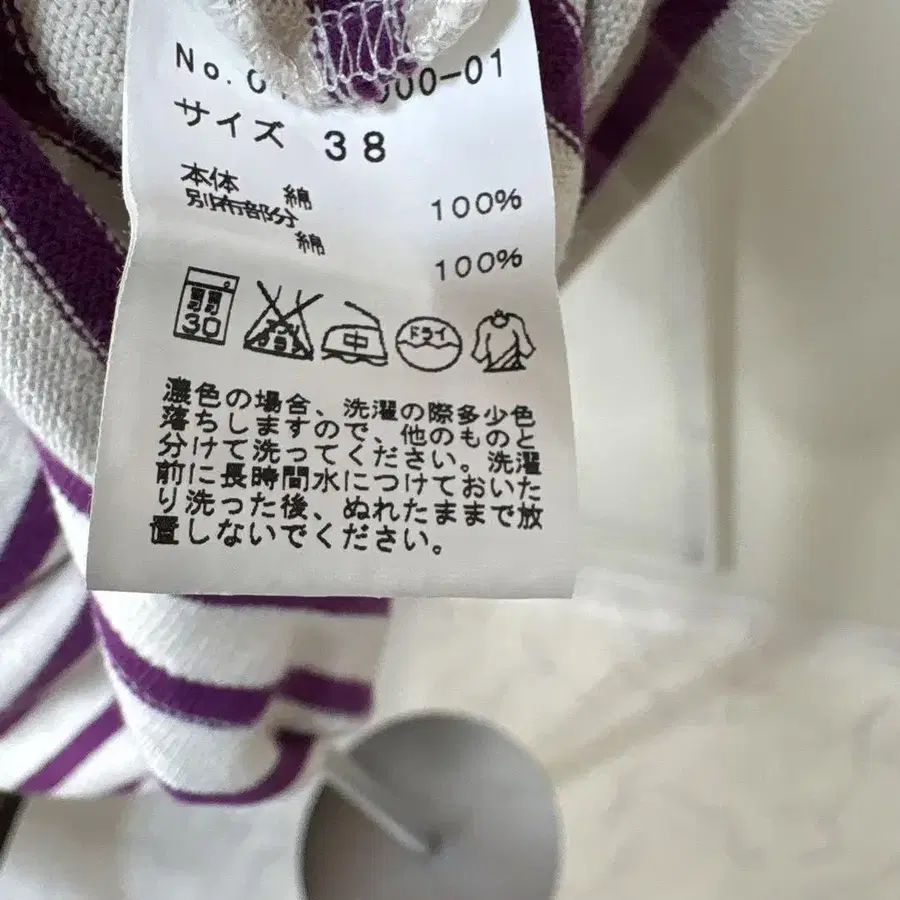 No.0 000-01
サイズ 38
本体 綿 100%
別布部分
綿 100%
30
中
ドライ
濃色の場合、洗濯の際多少色
落ちしますので、他のものと
分けて洗ってください。洗濯
前に長時間水につけておいた
り洗った後、ぬれたままで放
置しないでください。